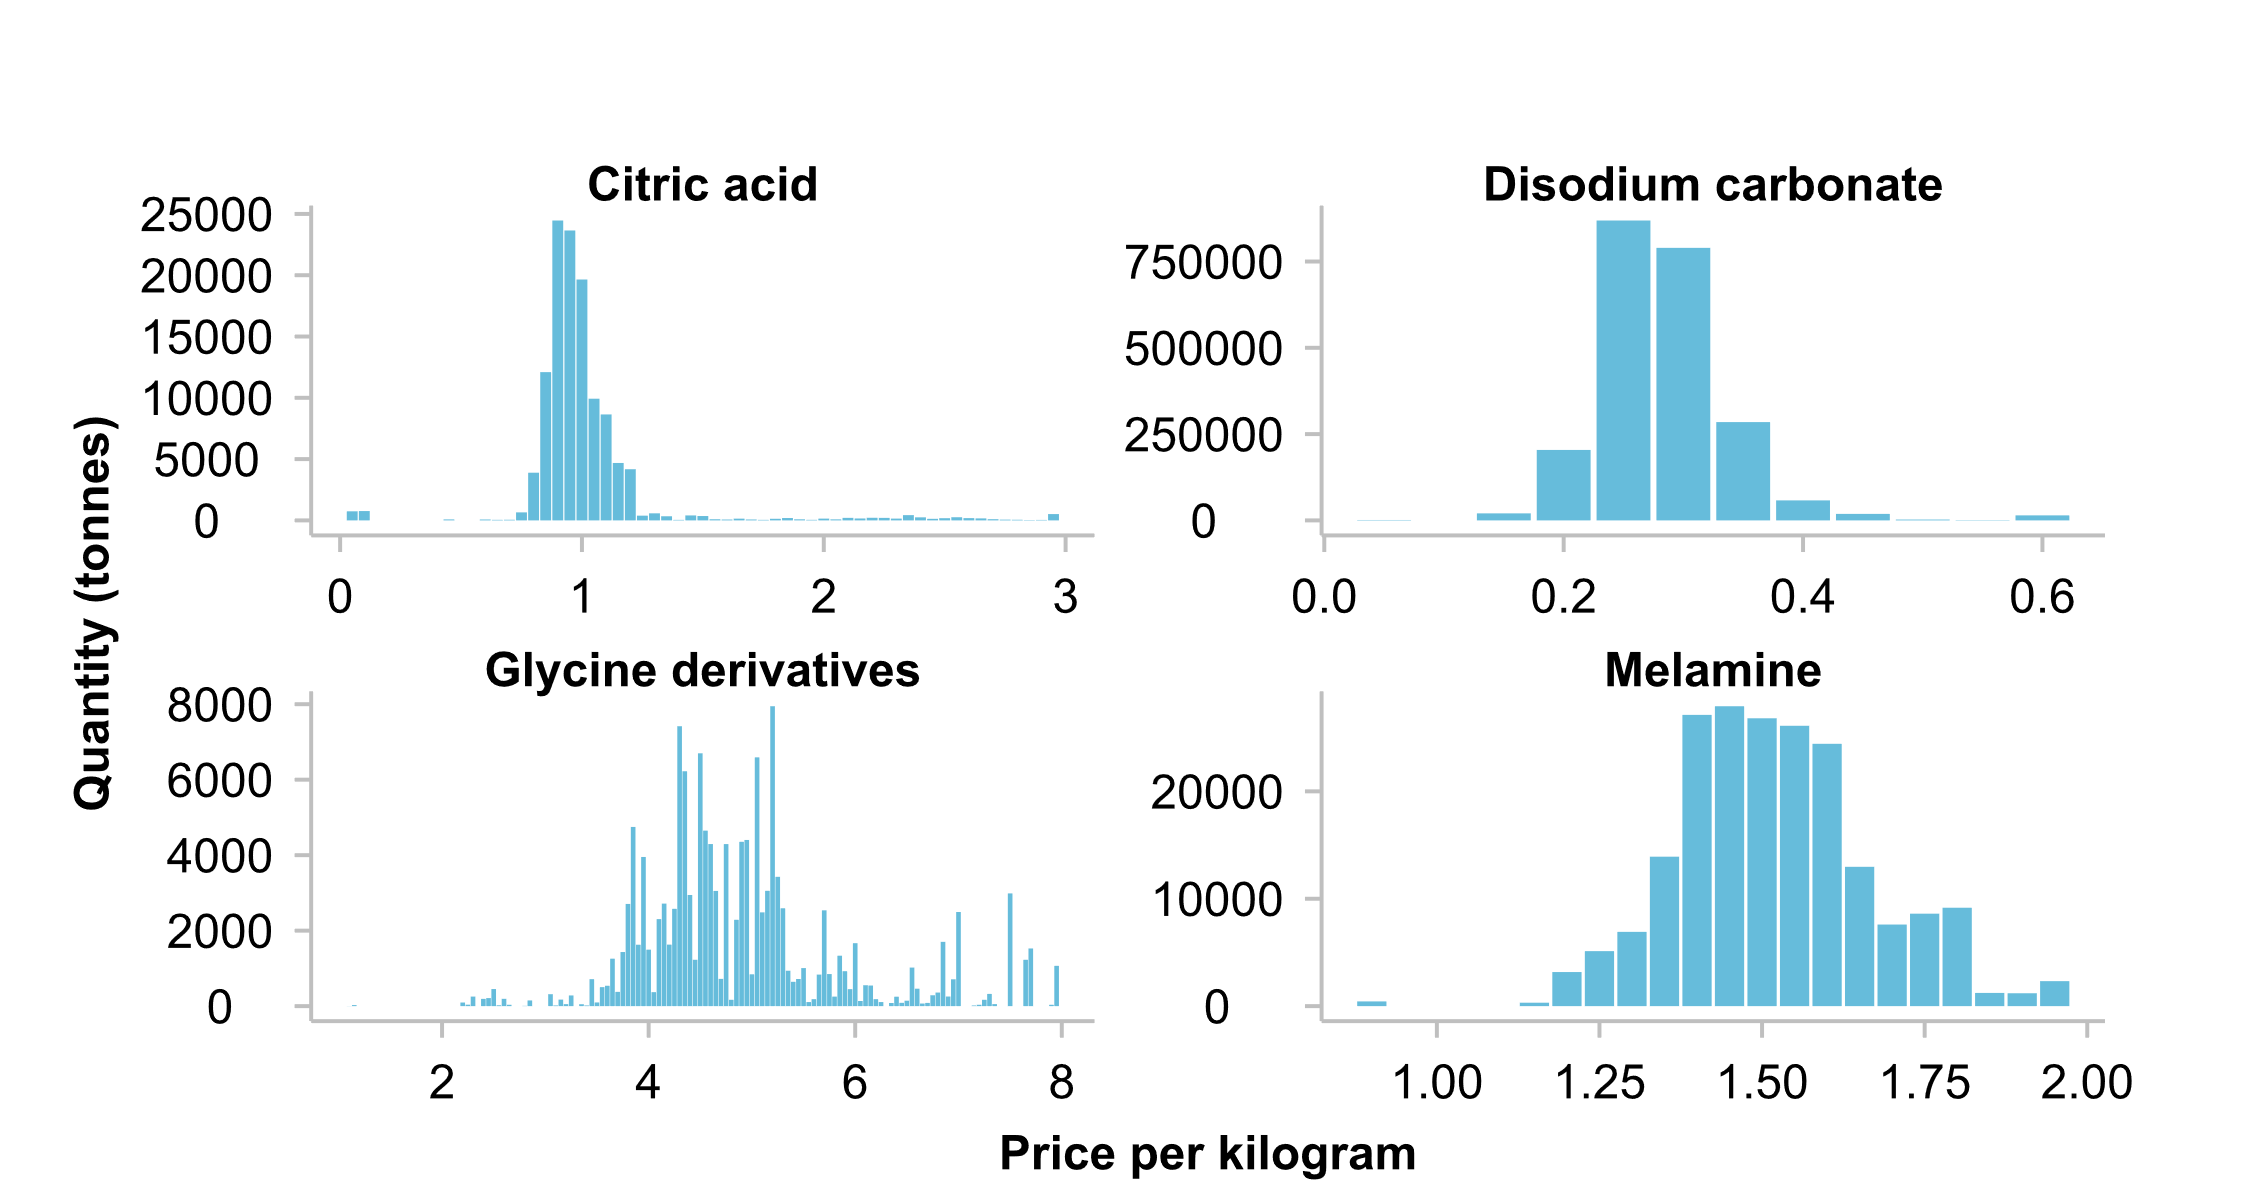 Citric acid
Disodium carbonate
25000
20000
15000
10000
5000
0
750000
500000
250000
0
0 1 2 3
0.0 0.2 0.4 0.6
Quantity (tonnes)
Glycine derivatives
Melamine
8000
6000
4000
2000
0
20000
10000
0
2 4 6 8
1.00 1.25 1.50 1.75 2.00
Price per kilogram